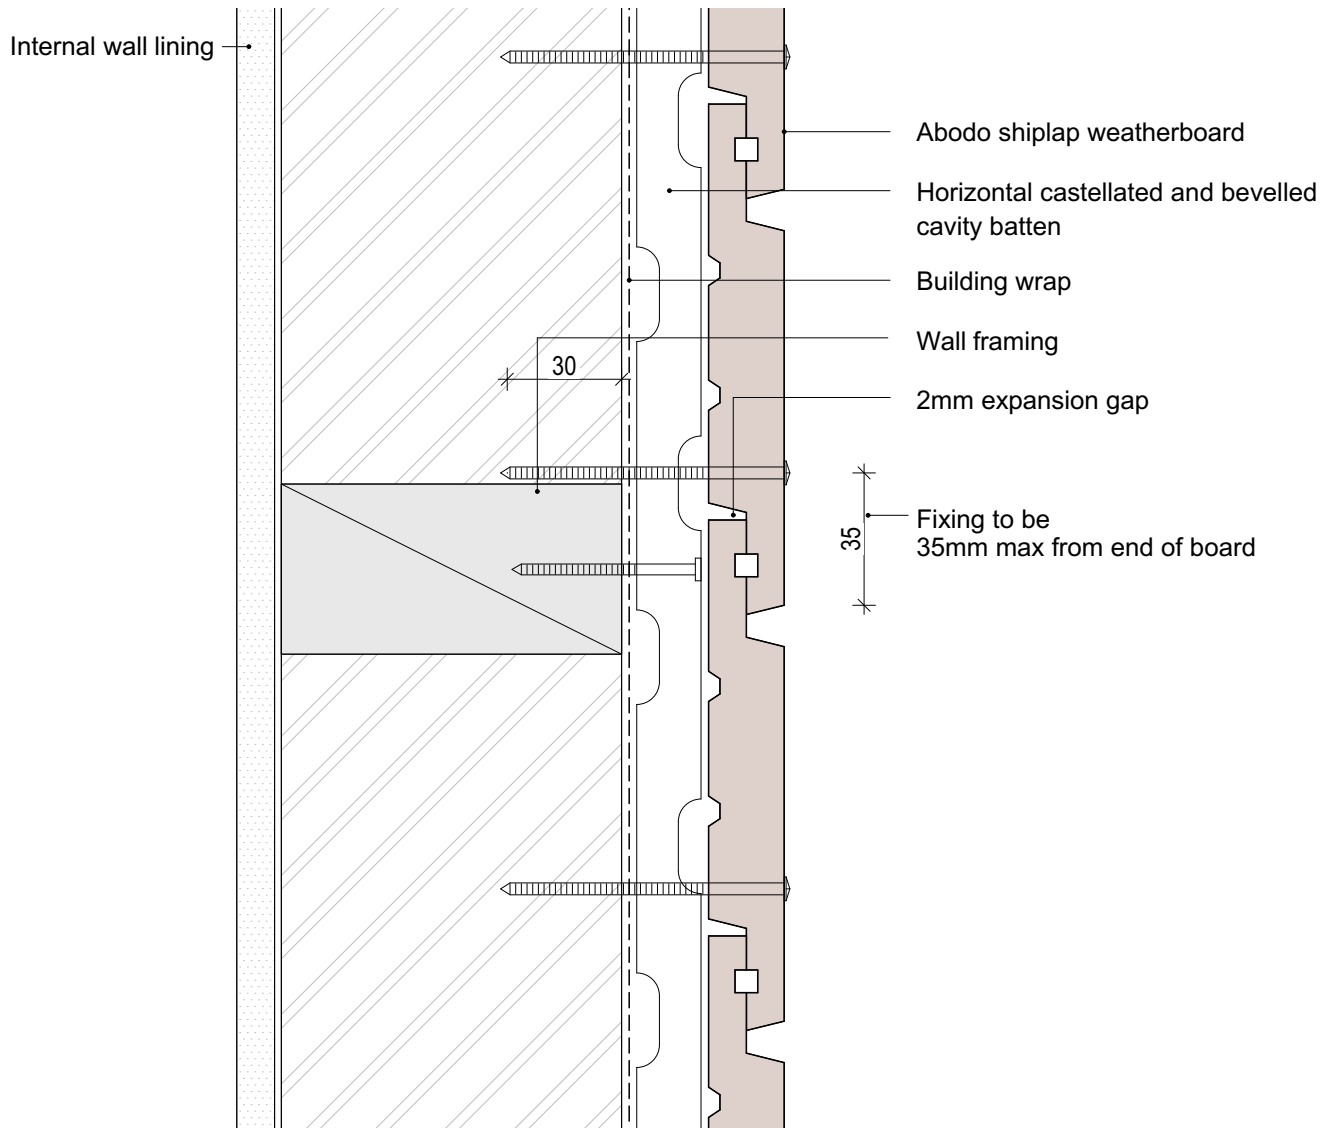 Internal wall lining
Abodo shiplap weatherboard
Horizontal castellated and bevelled
cavity batten
Building wrap
Wall framing
30
2mm expansion gap
35
Fixing to be
35mm max from end of board